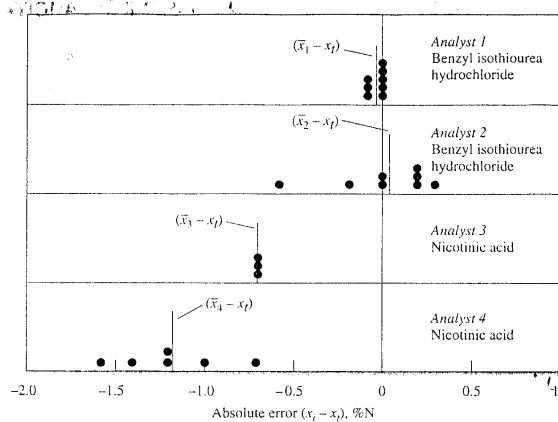 (x̄₁ − xₜ)
Analyst 1
Benzyl isothiourea
hydrochloride
(x̄₂ − xₜ)
Analyst 2
Benzyl isothiourea
hydrochloride
(x̄₃ − xₜ)
Analyst 3
Nicotinic acid
(x̄₄ − xₜ)
Analyst 4
Nicotinic acid
−2.0 −1.5 −1.0 −0.5 0 0.5
Absolute error (xᵢ − xₜ), %N